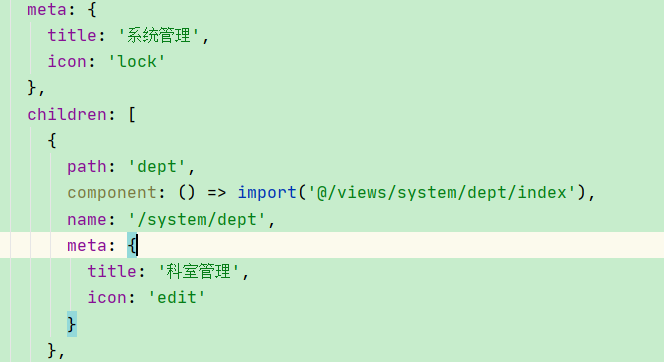 meta: {
title: '系统管理',
icon: 'lock'
},
children: [
{
path: 'dept',
component: () => import('@/views/system/dept/index'),
name: '/system/dept',
meta: {
title: '科室管理',
icon: 'edit'
}
},